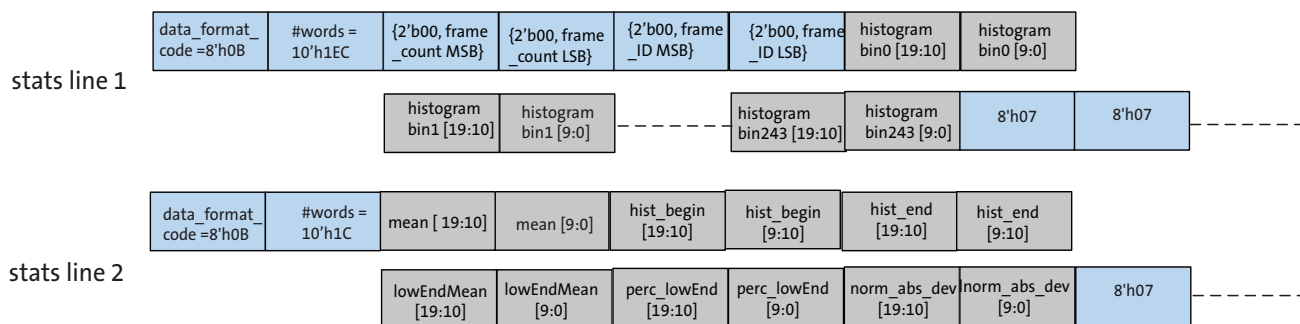 stats line 1
data_format_
code =8'h0B
#words =
10'h1EC
{2'b00, frame
_count MSB}
{2'b00, frame
_count LSB}
{2'b00, frame
_ID MSB}
{2'b00, frame
_ID LSB}
histogram
bin0 [19:10]
histogram
bin0 [9:0]
histogram
bin1 [19:10]
histogram
bin1 [9:0]
histogram
bin243 [19:10]
histogram
bin243 [9:0]
8'h07
8'h07
stats line 2
data_format_
code =8'h0B
#words =
10'h1C
mean [ 19:10]
mean [9:0]
hist_begin
[19:10]
hist_begin
[9:10]
hist_end
[19:10]
hist_end
[9:10]
lowEndMean
[19:10]
lowEndMean
[9:0]
perc_lowEnd
[19:10]
perc_lowEnd
[9:0]
norm_abs_dev
[19:10]
norm_abs_dev
[9:0]
8'h07